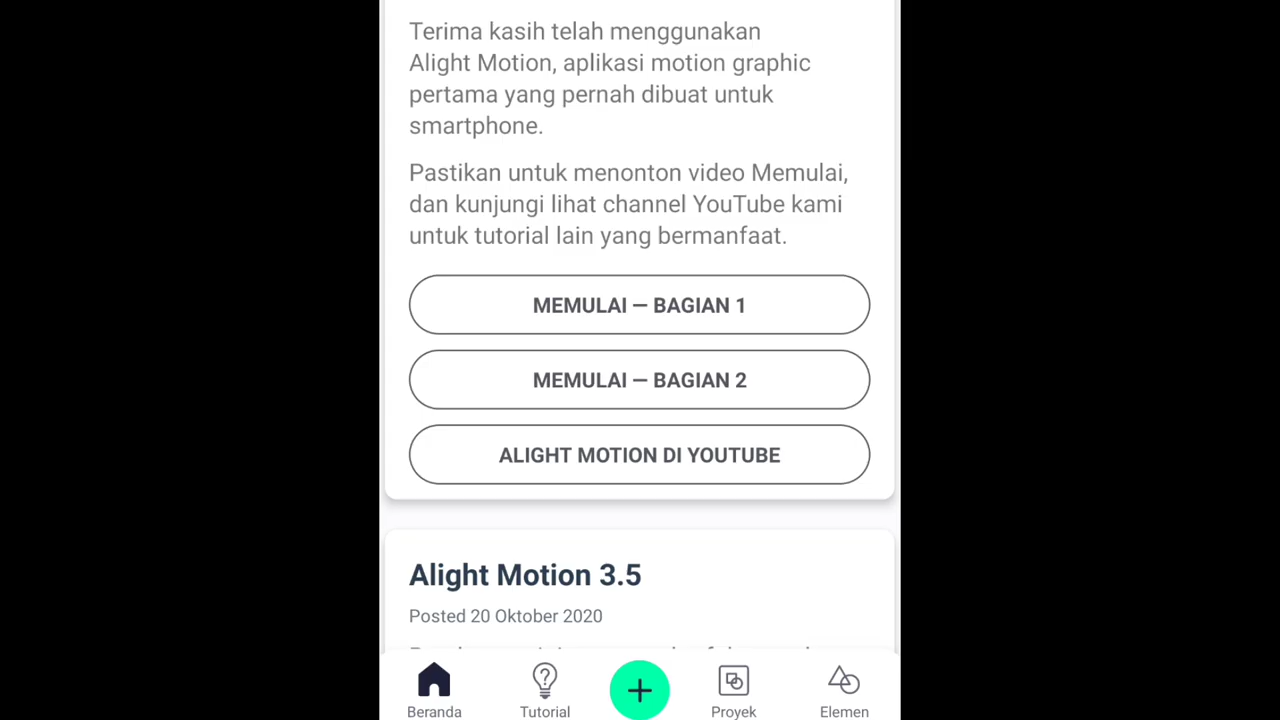 Terima kasih telah menggunakan
Alight Motion, aplikasi motion graphic
pertama yang pernah dibuat untuk
smartphone.
Pastikan untuk menonton video Memulai,
dan kunjungi lihat channel YouTube kami
untuk tutorial lain yang bermanfaat.
MEMULAI — BAGIAN 1
MEMULAI — BAGIAN 2
ALIGHT MOTION DI YOUTUBE
Alight Motion 3.5
Posted 20 Oktober 2020
Beranda
Tutorial
Proyek
Elemen